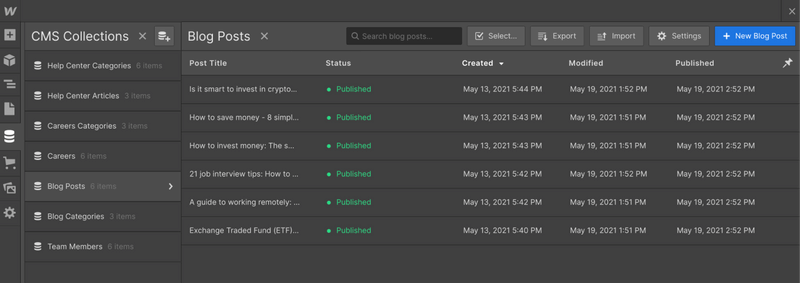 CMS Collections
Help Center Categories 6 items
Help Center Articles 3 items
Careers Categories 3 items
Careers 6 items
Blog Posts 6 items
Blog Categories 3 items
Team Members 6 items
Blog Posts
Search blog posts...
Select...
Export
Import
Settings
+ New Blog Post
Post Title Status Created Modified Published
Is it smart to invest in crypto... Published May 13, 2021 5:44 PM May 19, 2021 1:52 PM May 19, 2021 2:52 PM
How to save money - 8 simpl... Published May 13, 2021 5:43 PM May 19, 2021 1:51 PM May 19, 2021 2:52 PM
How to invest money: The s... Published May 13, 2021 5:43 PM May 19, 2021 1:51 PM May 19, 2021 2:52 PM
21 job interview tips: How to ... Published May 13, 2021 5:42 PM May 19, 2021 1:52 PM May 19, 2021 2:52 PM
A guide to working remotely: ... Published May 13, 2021 5:42 PM May 19, 2021 1:51 PM May 19, 2021 2:52 PM
Exchange Traded Fund (ETF)... Published May 13, 2021 5:40 PM May 19, 2021 1:51 PM May 19, 2021 2:52 PM